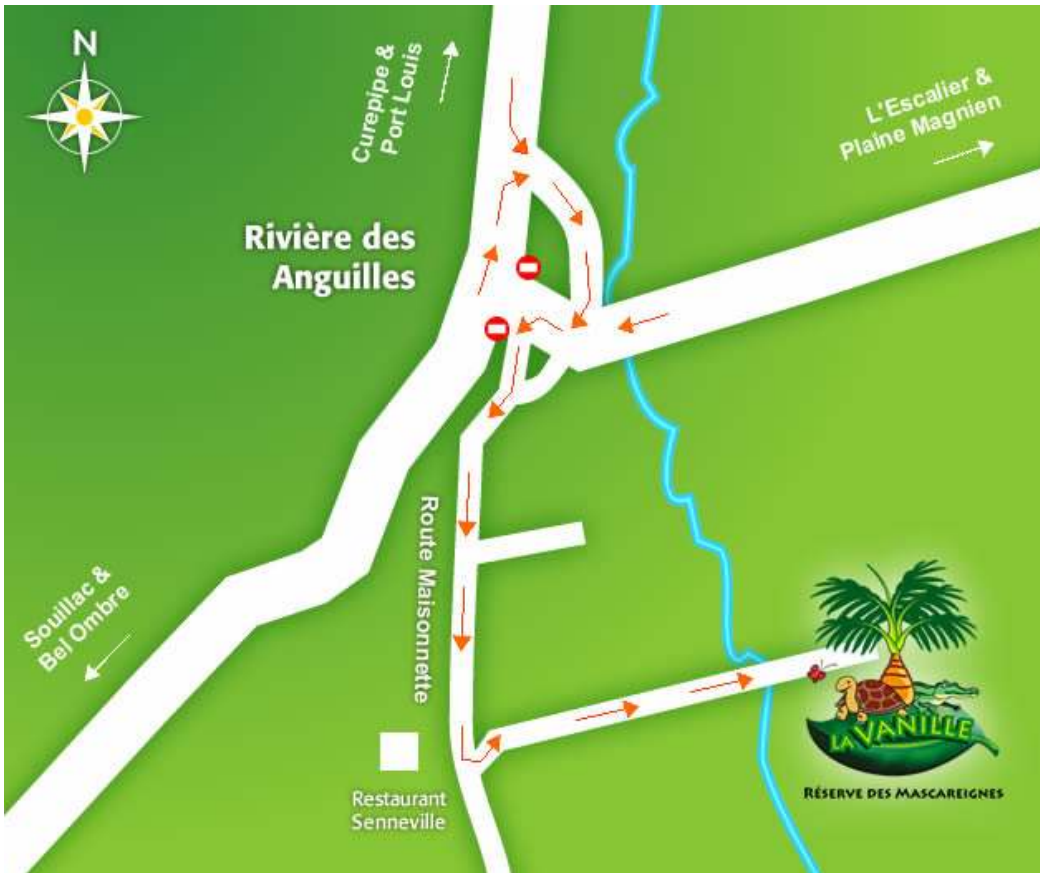 N
Curepipe &
Port Louis
L'Escalier &
Plaine Magnien
Rivière des
Anguilles
Souillac &
Bel Ombre
Route Maisonnette
Restaurant
Senneville
LA VANILLE
RÉSERVE DES MASCAREIGNES